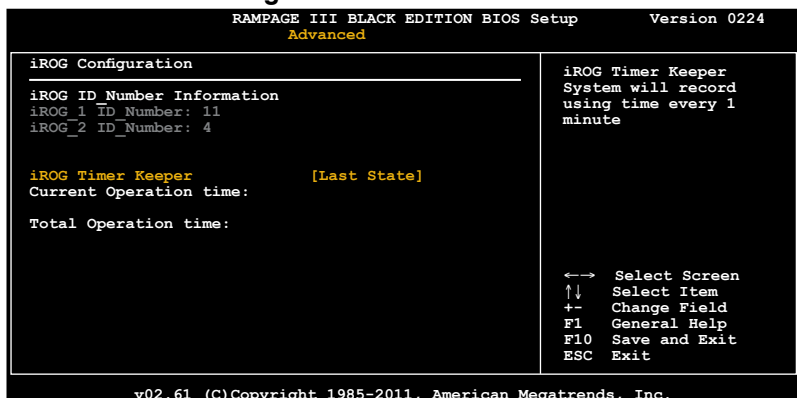 RAMPAGE III BLACK EDITION BIOS Setup Version 0224
Advanced
iROG Configuration
iROG ID_Number Information
iROG_1 ID_Number: 11
iROG_2 ID_Number: 4
iROG Timer Keeper [Last State]
Current Operation time:
Total Operation time:
iROG Timer Keeper
System will record
using time every 1
minute
←→ Select Screen
↑↓ Select Item
+- Change Field
F1 General Help
F10 Save and Exit
ESC Exit
v02.61 (C)Copyright 1985-2011, American Megatrends, Inc.